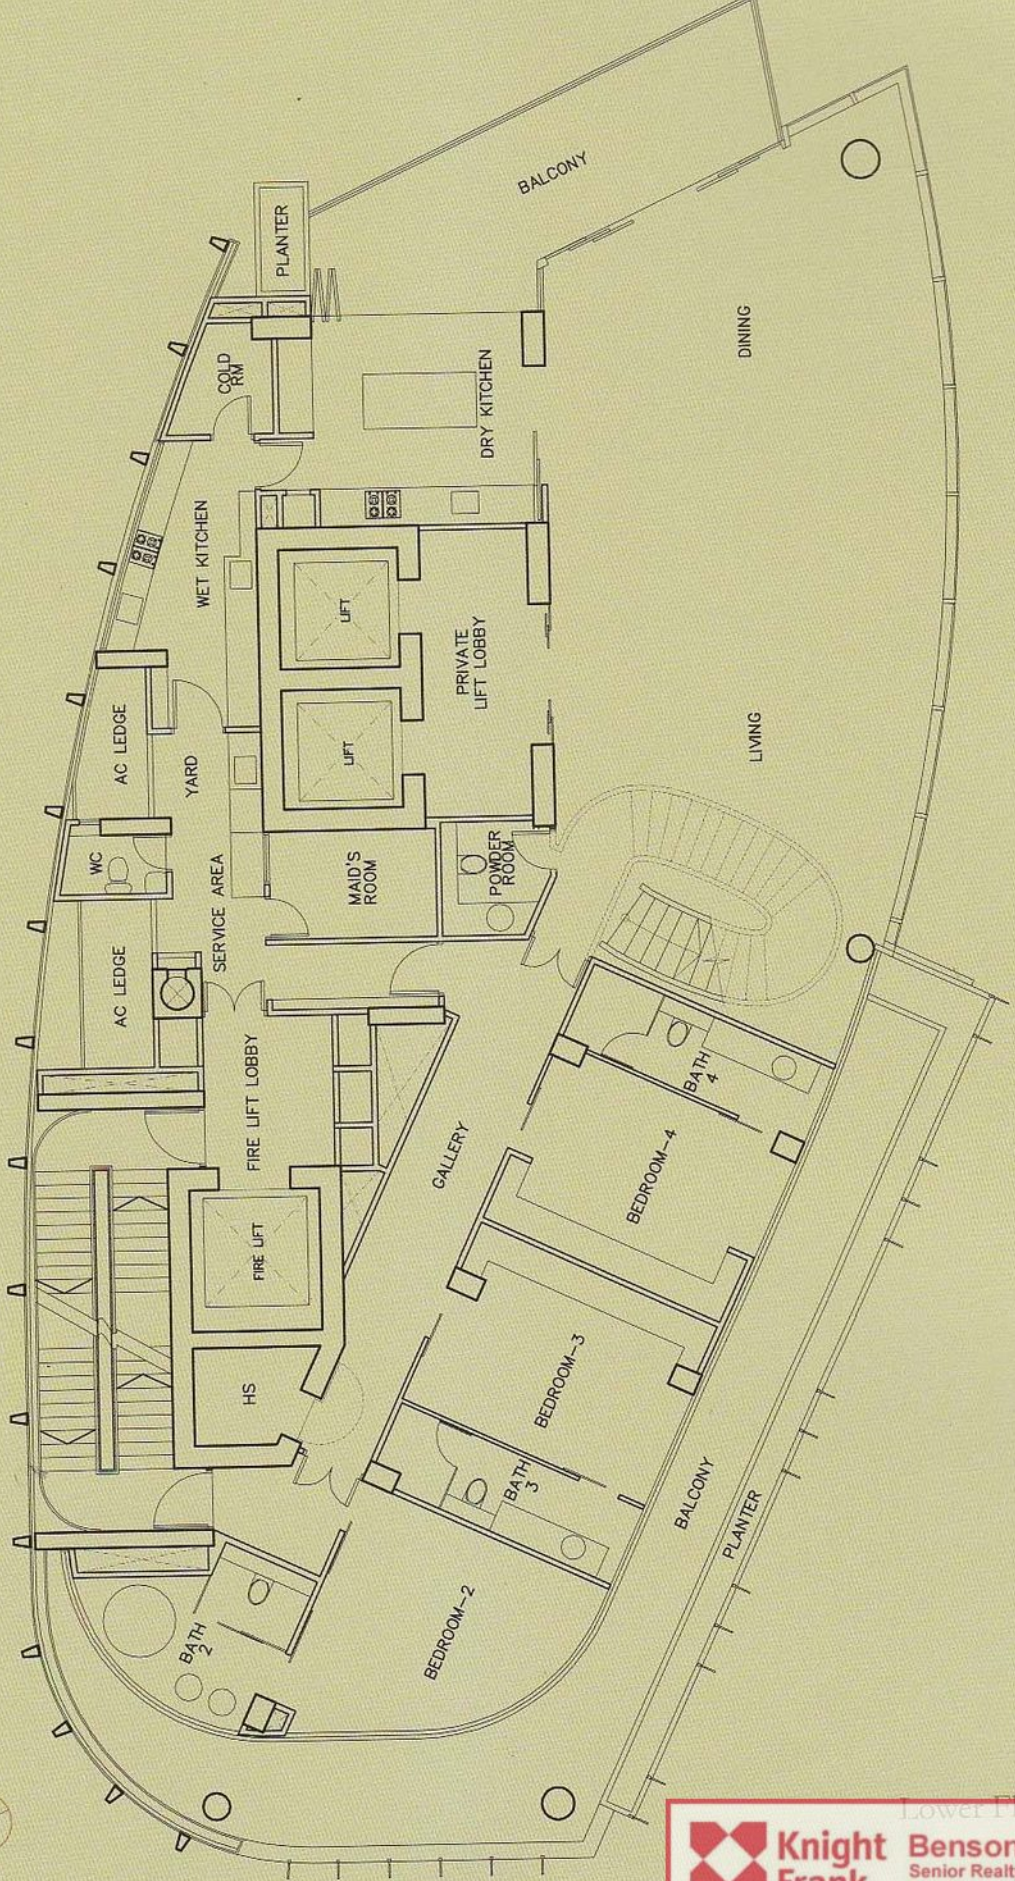 BALCONY
PLANTER
COLD
RM
DRY KITCHEN
DINING
WET KITCHEN
LIFT
PRIVATE
LIFT LOBBY
LIFT
LIVING
AC LEDGE
YARD
WC
SERVICE AREA
MAID'S
ROOM
POWDER
ROOM
AC LEDGE
FIRE LIFT LOBBY
BATH
4
GALLERY
BEDROOM-4
FIRE LIFT
HS
BEDROOM-3
BATH
3
BALCONY
PLANTER
BATH
2
BEDROOM-2
Lower Fl
Knight
Frank
Benson
Senior Realt